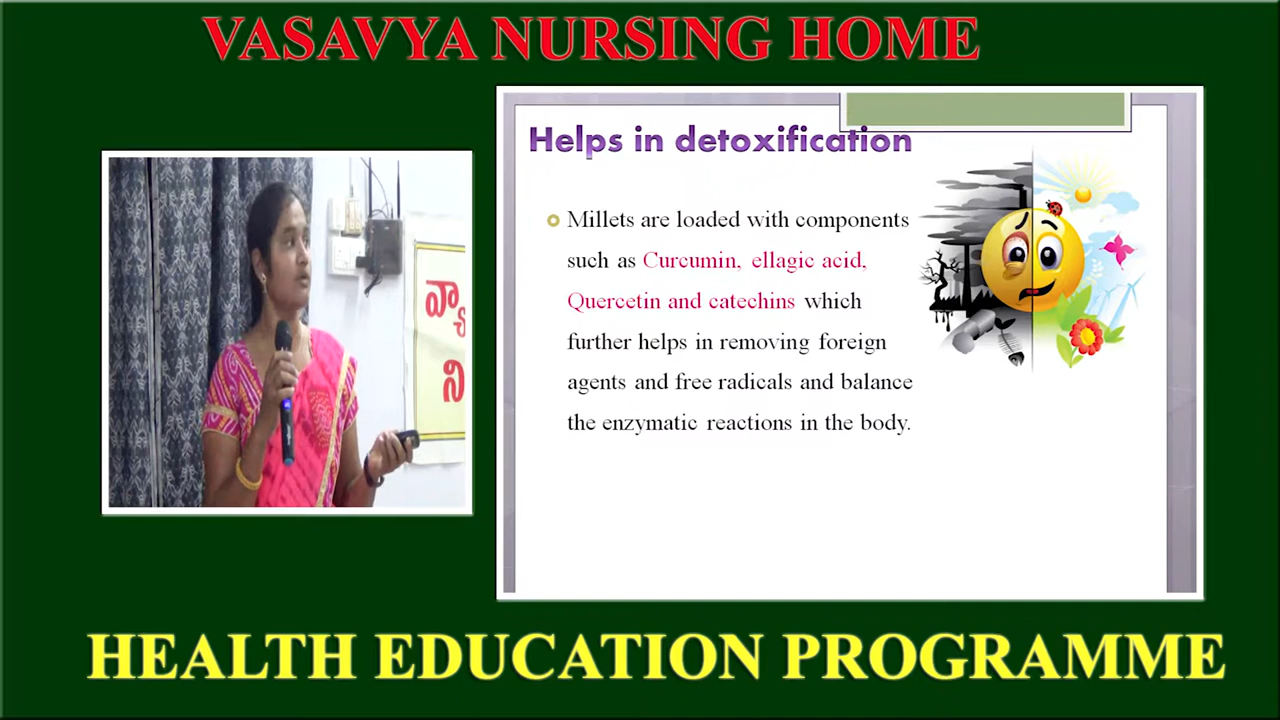 VASAVYA NURSING HOME
Helps in detoxification
Millets are loaded with components
such as Curcumin, ellagic acid,
Quercetin and catechins which
further helps in removing foreign
agents and free radicals and balance
the enzymatic reactions in the body.
వ్యా
ని
HEALTH EDUCATION PROGRAMME